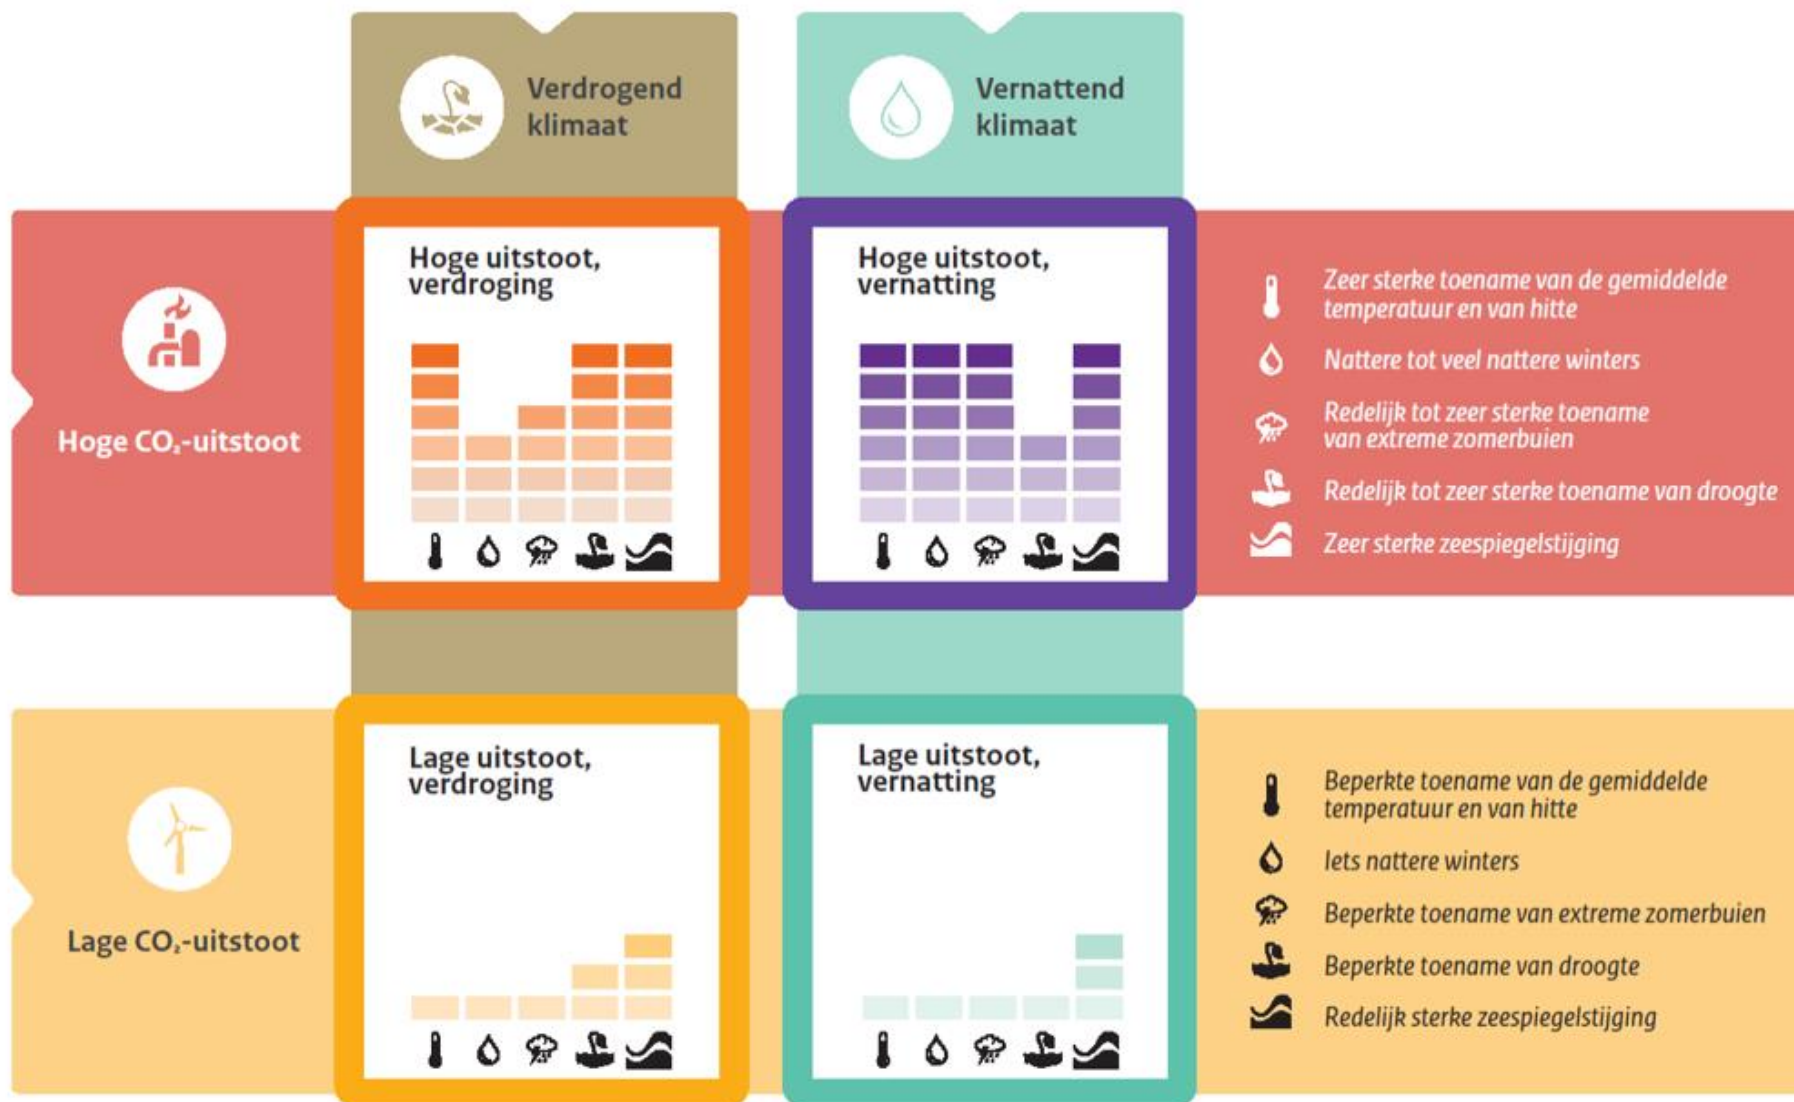 Verdrogend
klimaat
Vernattend
klimaat
Hoge CO₂-uitstoot
Hoge uitstoot,
verdroging
Hoge uitstoot,
vernatting
Zeer sterke toename van de gemiddelde
temperatuur en van hitte
Nattere tot veel nattere winters
Redelijk tot zeer sterke toename
van extreme zomerbuien
Redelijk tot zeer sterke toename van droogte
Zeer sterke zeespiegelstijging
Lage CO₂-uitstoot
Lage uitstoot,
verdroging
Lage uitstoot,
vernatting
Beperkte toename van de gemiddelde
temperatuur en van hitte
Iets nattere winters
Beperkte toename van extreme zomerbuien
Beperkte toename van droogte
Redelijk sterke zeespiegelstijging